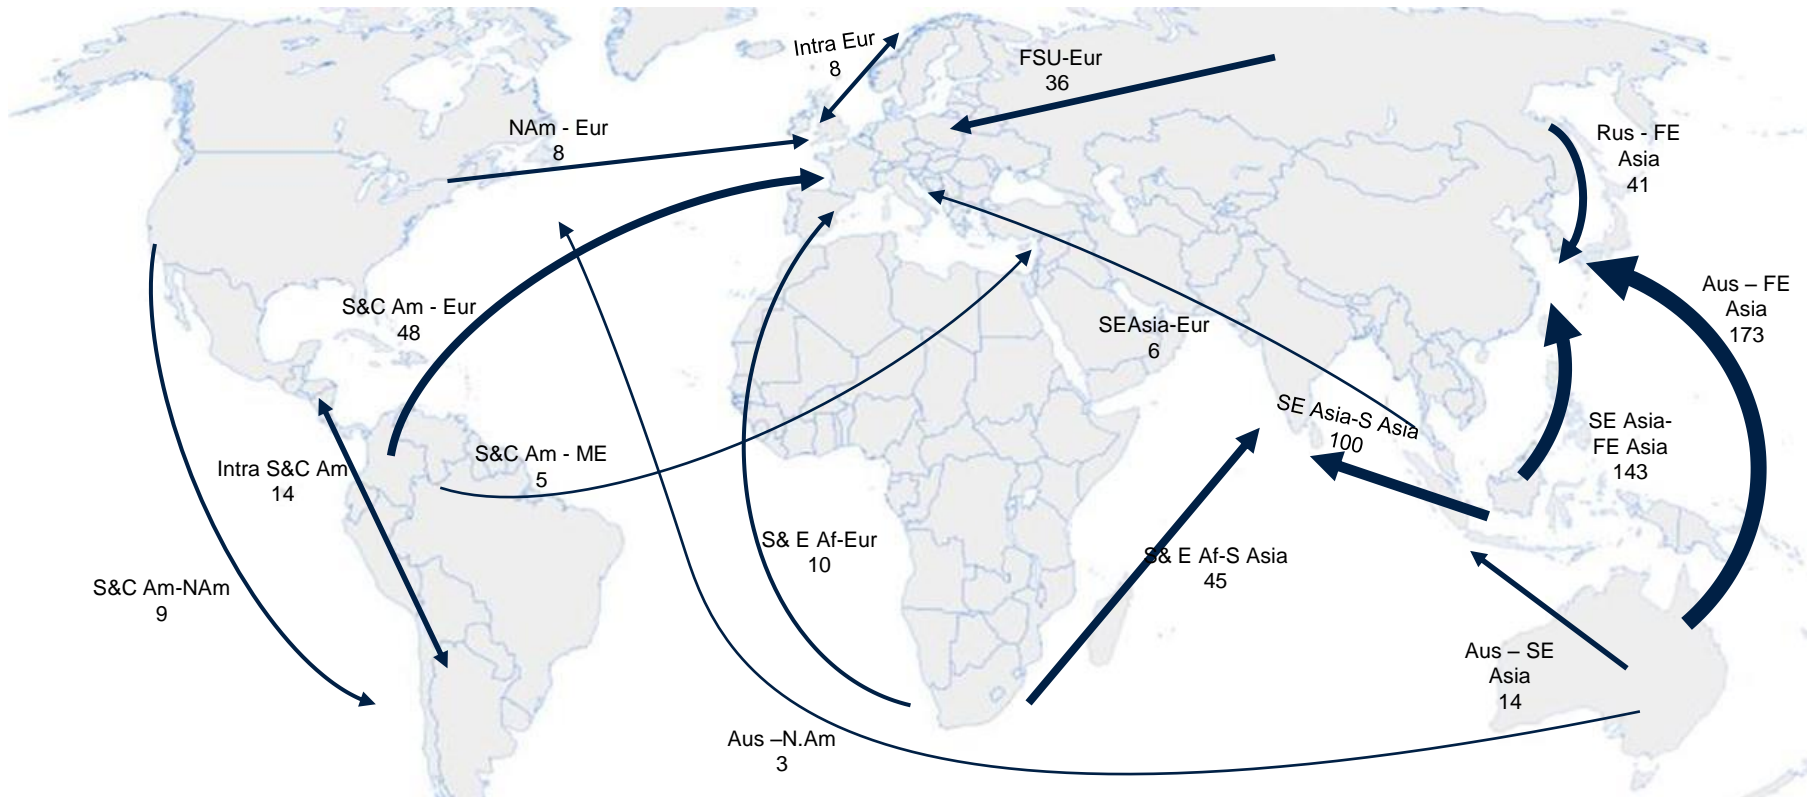 Intra Eur
8
FSU-Eur
36
NAm - Eur
8
Rus - FE
Asia
41
S&C Am - Eur
48
SEAsia-Eur
6
Aus – FE
Asia
173
SE Asia-S Asia
100
SE Asia-
FE Asia
143
Intra S&C Am
14
S&C Am - ME
5
S& E Af-Eur
10
S& E Af-S Asia
45
S&C Am-NAm
9
Aus – SE
Asia
14
Aus –N.Am
3